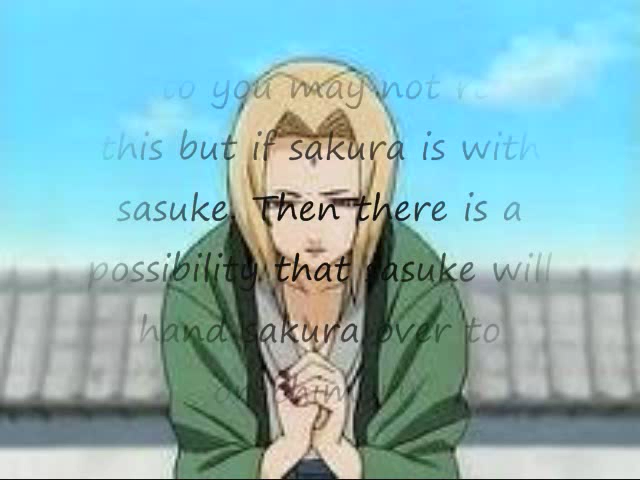 to you may not
this but if sakura is with
sasuke. Then there is a
possibility that sasuke will
hand sakura over to